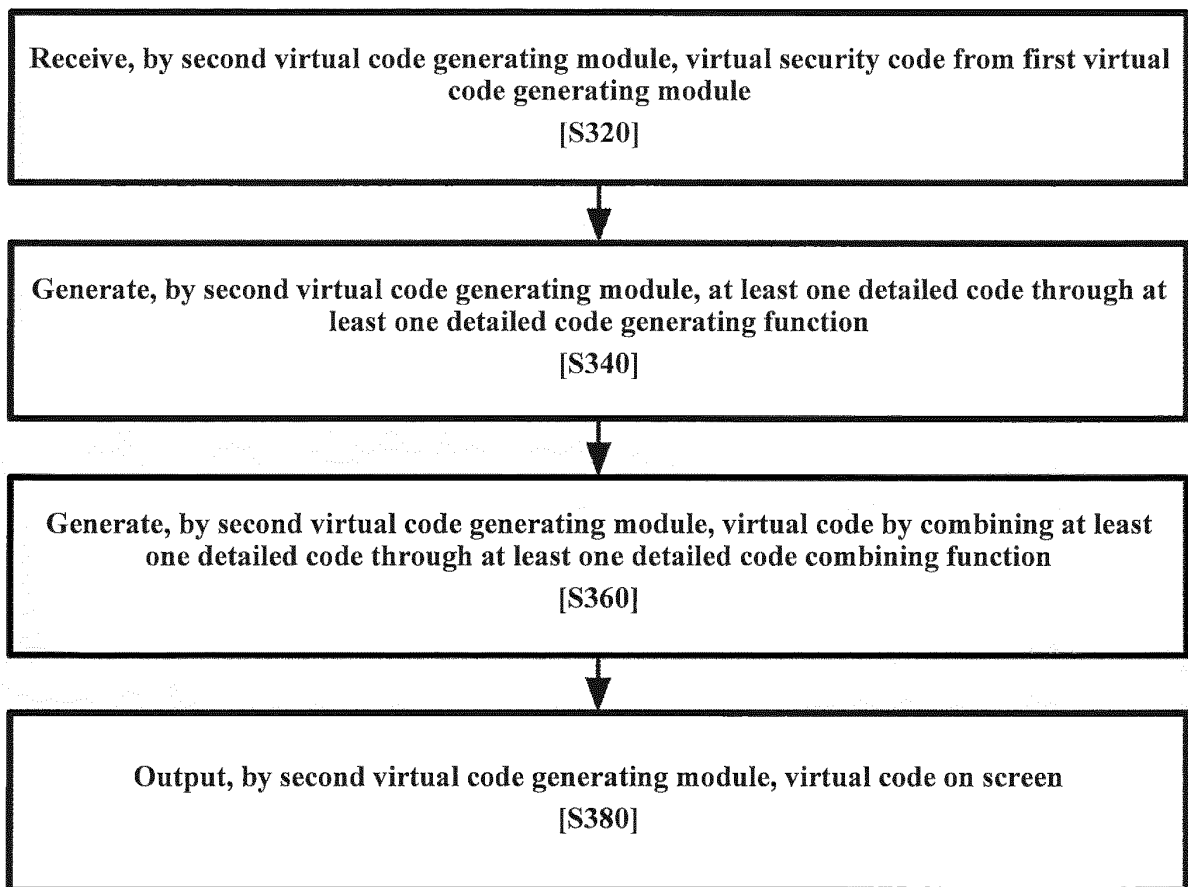 Receive, by second virtual code generating module, virtual security code from first virtual
code generating module
[S320]
Generate, by second virtual code generating module, at least one detailed code through at
least one detailed code generating function
[S340]
Generate, by second virtual code generating module, virtual code by combining at least
one detailed code through at least one detailed code combining function
[S360]
Output, by second virtual code generating module, virtual code on screen
[S380]